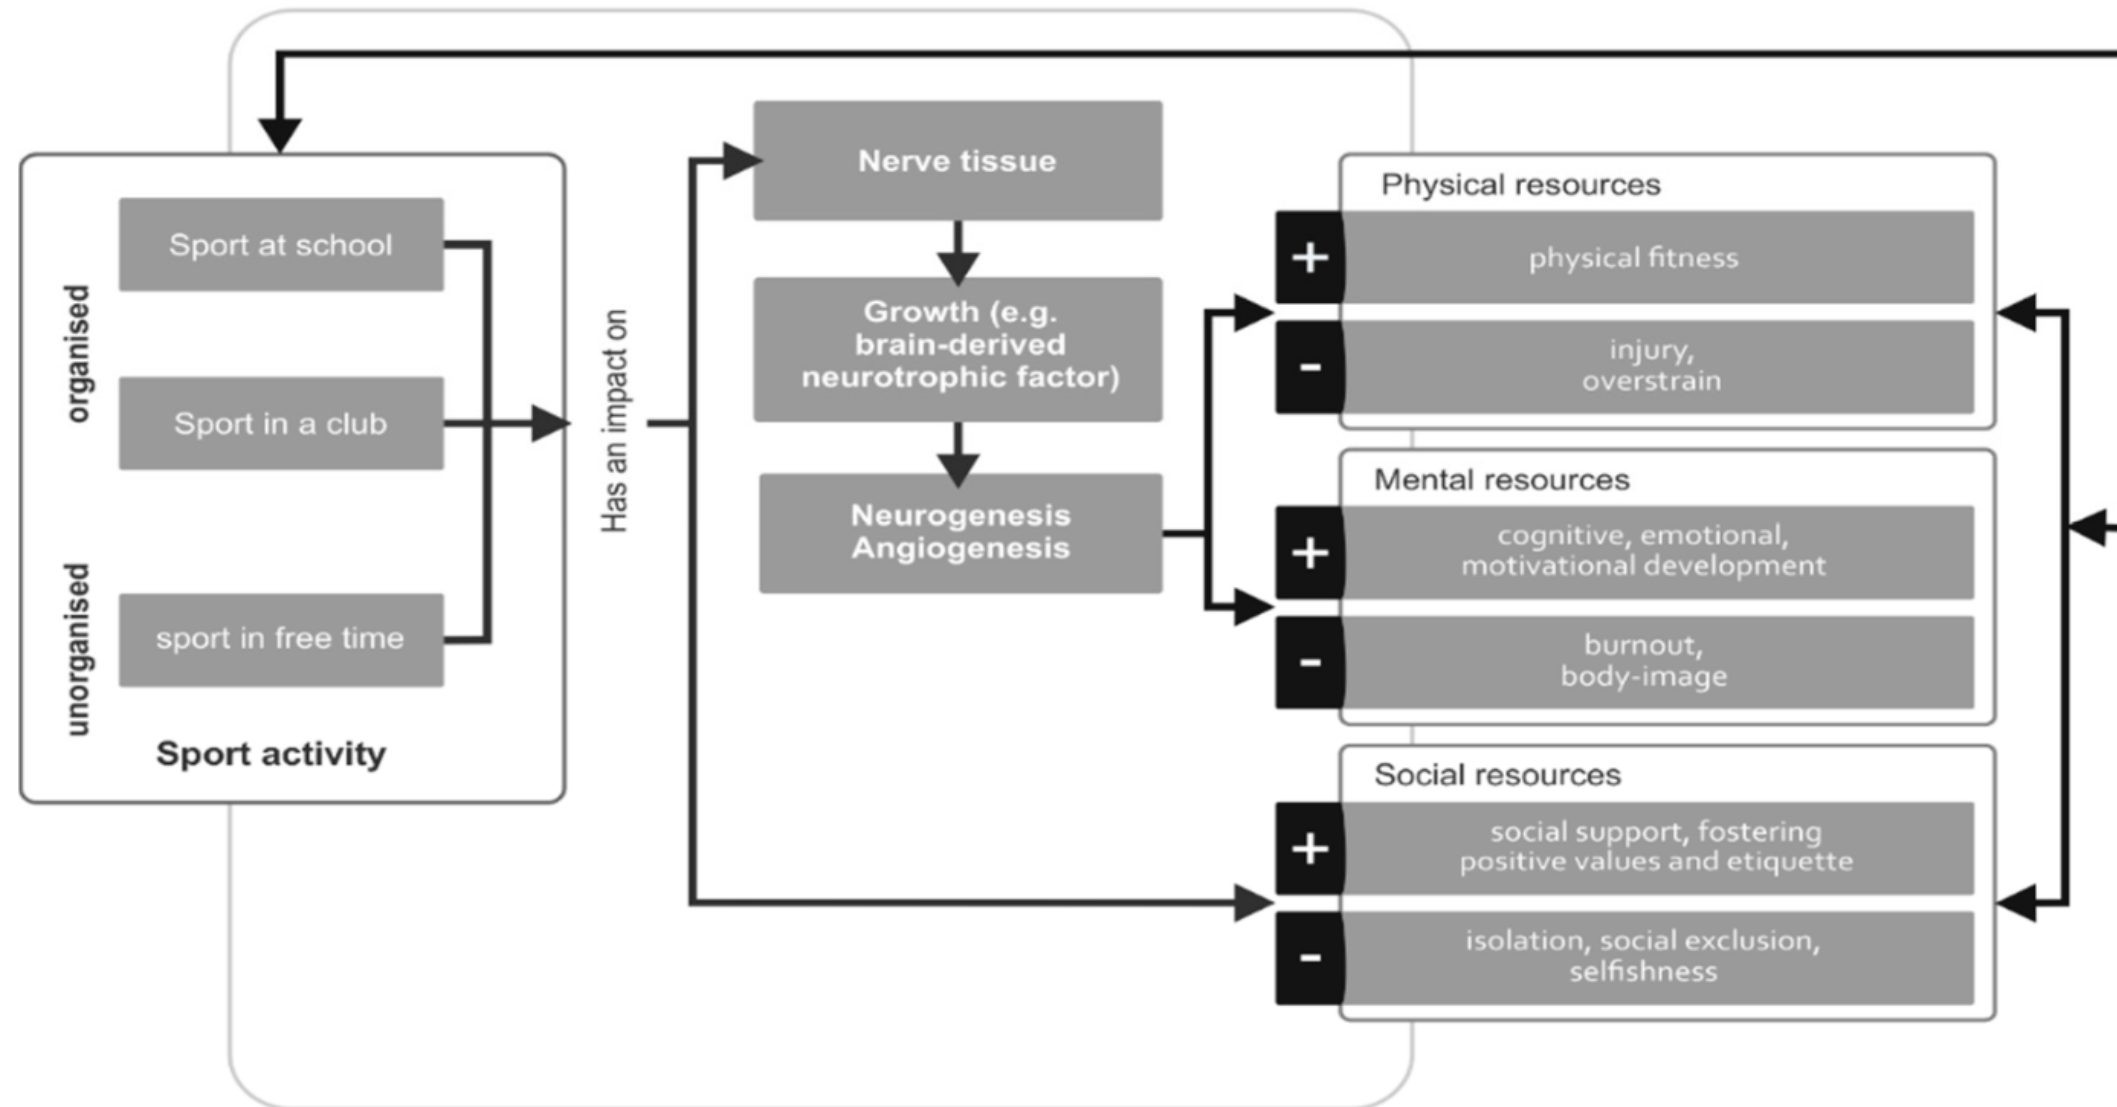 organised
Sport at school
Sport in a club
unorganised
sport in free time
Sport activity
Has an impact on
Nerve tissue
Growth (e.g.
brain-derived
neurotrophic factor)
Neurogenesis
Angiogenesis
Physical resources
+
physical fitness
-
injury,
overstrain
Mental resources
+
cognitive, emotional,
motivational development
-
burnout,
body-image
Social resources
+
social support, fostering
positive values and etiquette
-
isolation, social exclusion,
selfishness